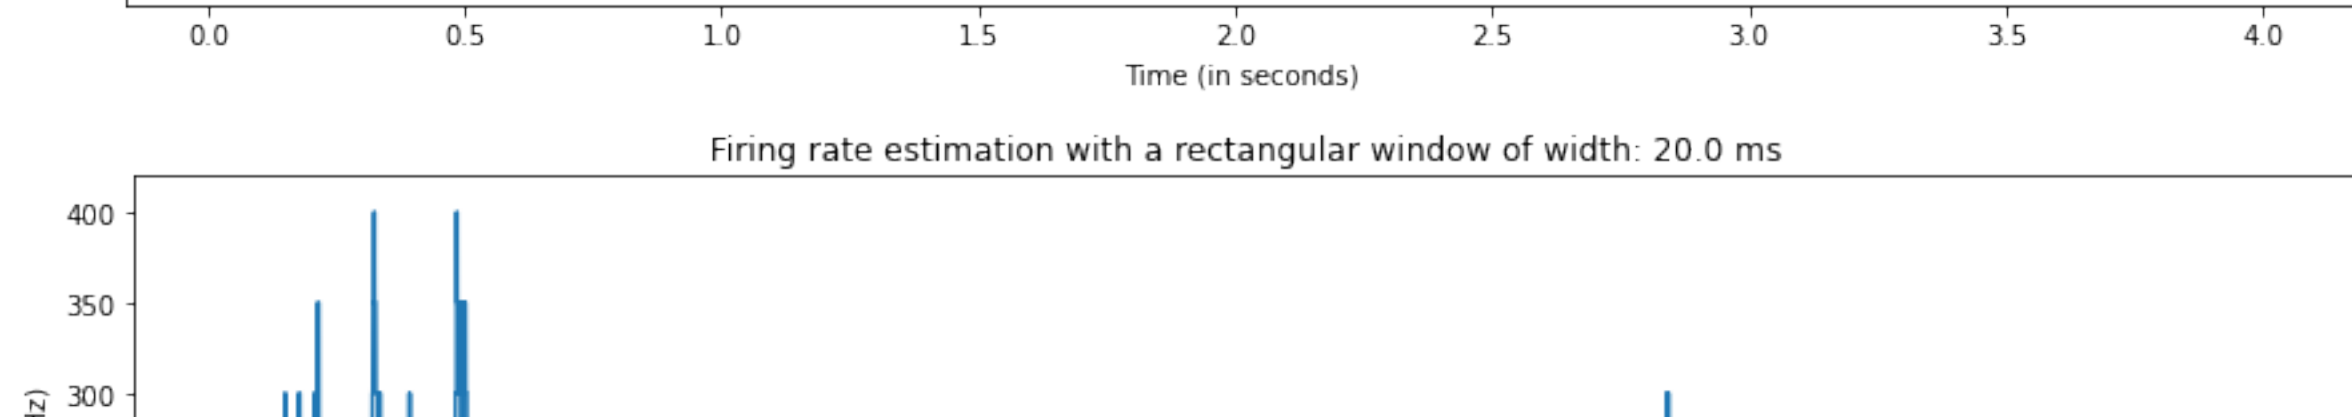 0.0 0.5 1.0 1.5 2.0 2.5 3.0 3.5 4.0
Time (in seconds)
Firing rate estimation with a rectangular window of width: 20.0 ms
400
350
300